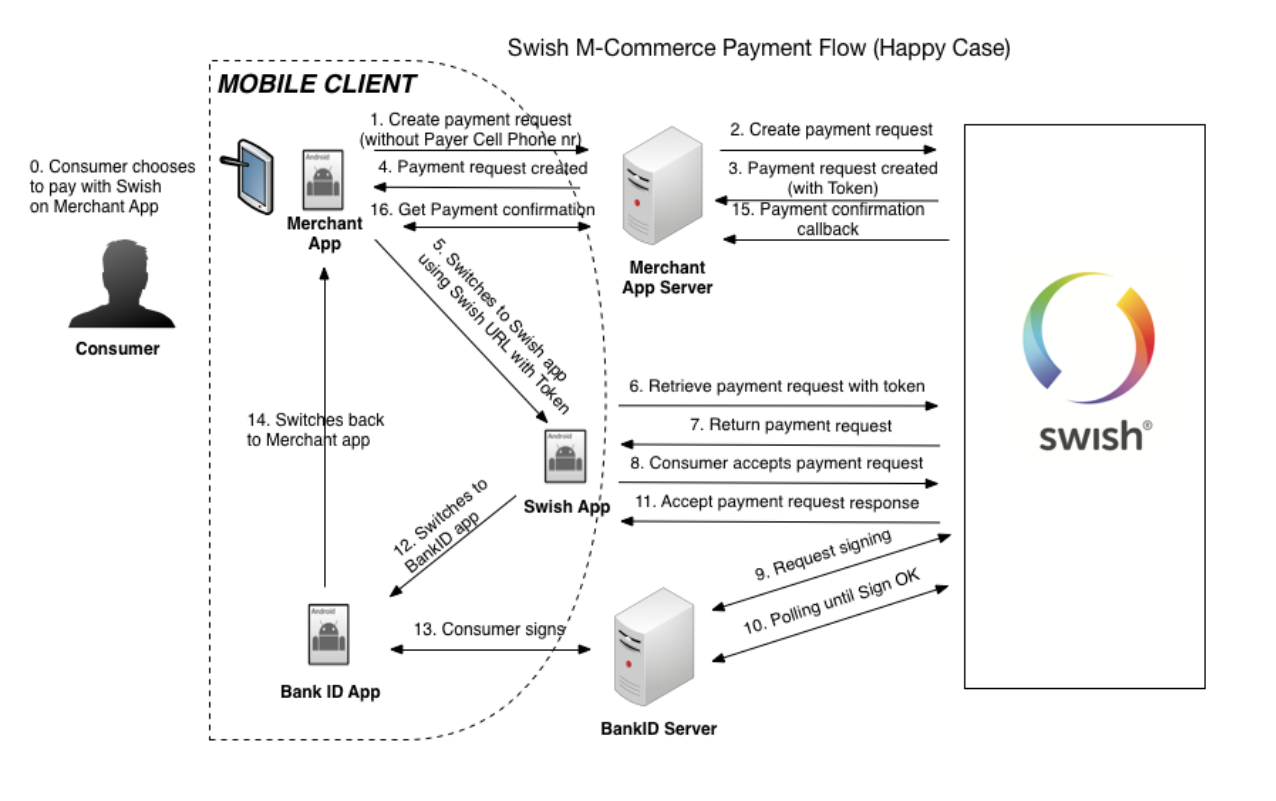 Swish M-Commerce Payment Flow (Happy Case)
MOBILE CLIENT
0. Consumer chooses
to pay with Swish
on Merchant App
Consumer
Android
Merchant
App
1. Create payment request
(without Payer Cell Phone nr)
4. Payment request created
16. Get Payment confirmation
Merchant
App Server
2. Create payment request
3. Payment request created
(with Token)
15. Payment confirmation
callback
5. Switches to Swish app
using Swish URL with Token
swish®
6. Retrieve payment request with token
7. Return payment request
8. Consumer accepts payment request
11. Accept payment request response
14. Switches back
to Merchant app
Android
Swish App
12. Switches to
BankID app
9. Request signing
10. Polling until Sign OK
Android
Bank ID App
13. Consumer signs
BankID Server